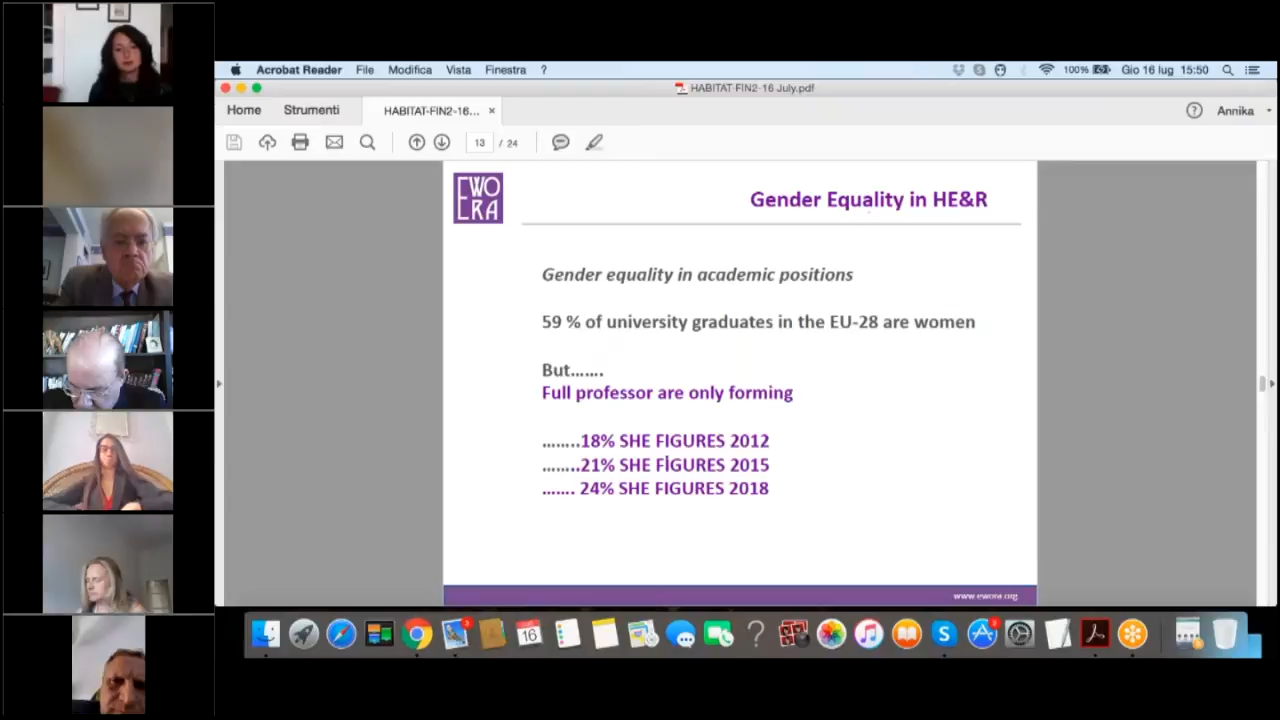 Acrobat Reader File Modifica Vista Finestra ? 100% Gio 16 lug 15:50
HABITAT FIN2-16 July.pdf
Home Strumenti HABITAT-FIN2-16... × ? Annika
13 / 24
EWO
ERA
Gender Equality in HE&R
Gender equality in academic positions
59 % of university graduates in the EU-28 are women
But.......
Full professor are only forming
........18% SHE FIGURES 2012
........21% SHE FIGURES 2015
....... 24% SHE FIGURES 2018
www.ewora.org
16
3